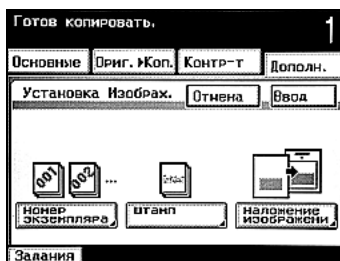 Готов копировать.
1
Основные Ориг.►Коп. Контр-т Дополн.
Установка Изобраx. Отмена Ввод
001 002 ...
Номер экземпляра
штамп
Наложение изображени
Задания